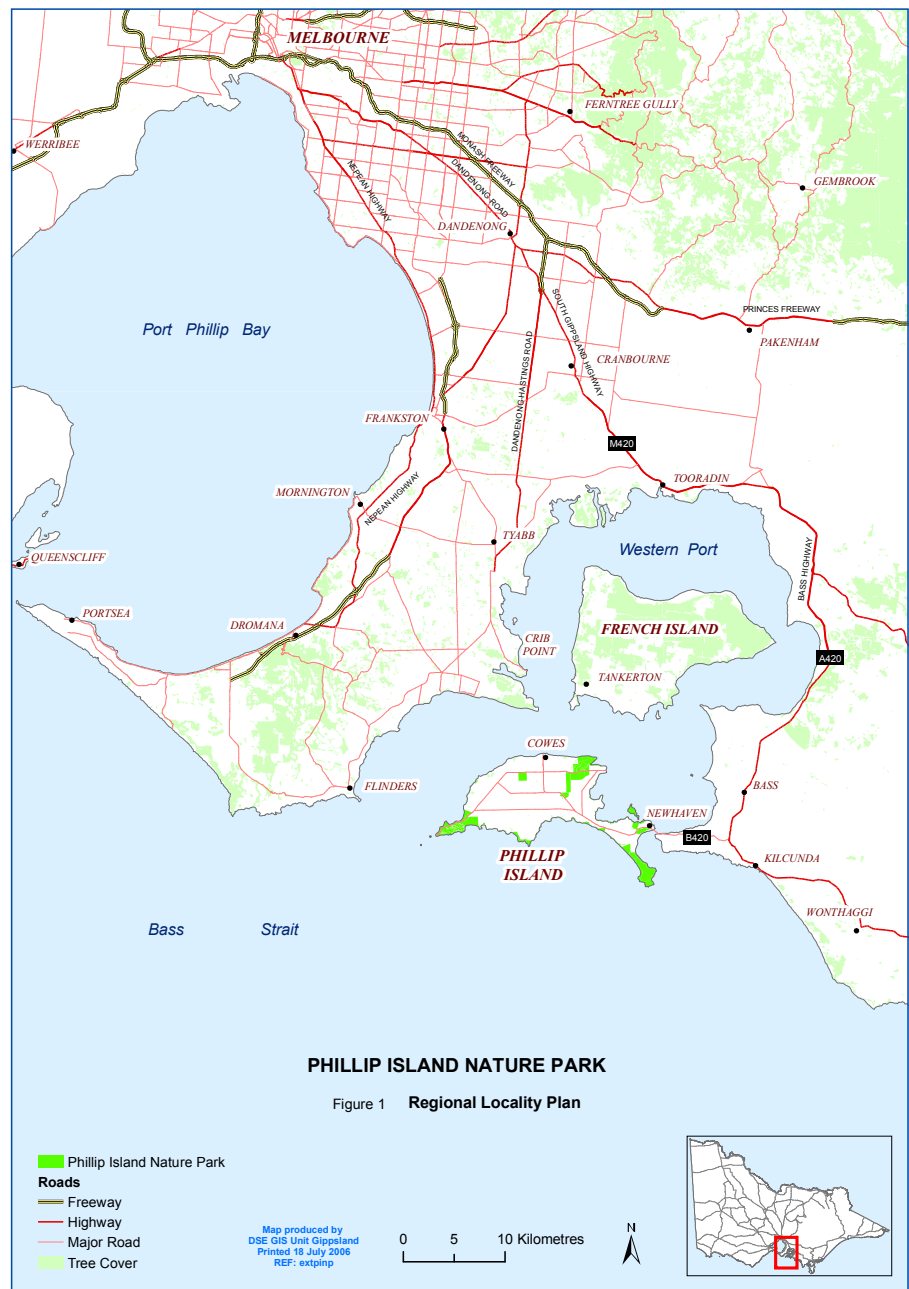 MELBOURNE
FERNTREE GULLY
WERRIBEE
MONASH FREEWAY
NEPEAN HIGHWAY
DANDENONG ROAD
GEMBROOK
DANDENONG
Port Phillip Bay
SOUTH GIPPSLAND HIGHWAY
PRINCES FREEWAY
PAKENHAM
DANDENONG HASTINGS ROAD
CRANBOURNE
FRANKSTON
M420
TOORADIN
MORNINGTON
NEPEAN HIGHWAY
TYABB
Western Port
QUEENSCLIFF
BASS HIGHWAY
PORTSEA
DROMANA
FRENCH ISLAND
CRIB
POINT
A420
TANKERTON
COWES
FLINDERS
BASS
NEWHAVEN
B420
PHILLIP
ISLAND
KILCUNDA
WONTHAGGI
Bass Strait
PHILLIP ISLAND NATURE PARK
Figure 1 Regional Locality Plan
Phillip Island Nature Park
Roads
Freeway
Highway
Major Road
Tree Cover
Map produced by
DSE GIS Unit Gippsland
Printed 18 July 2006
REF: extpinp
0 5 10 Kilometres
N